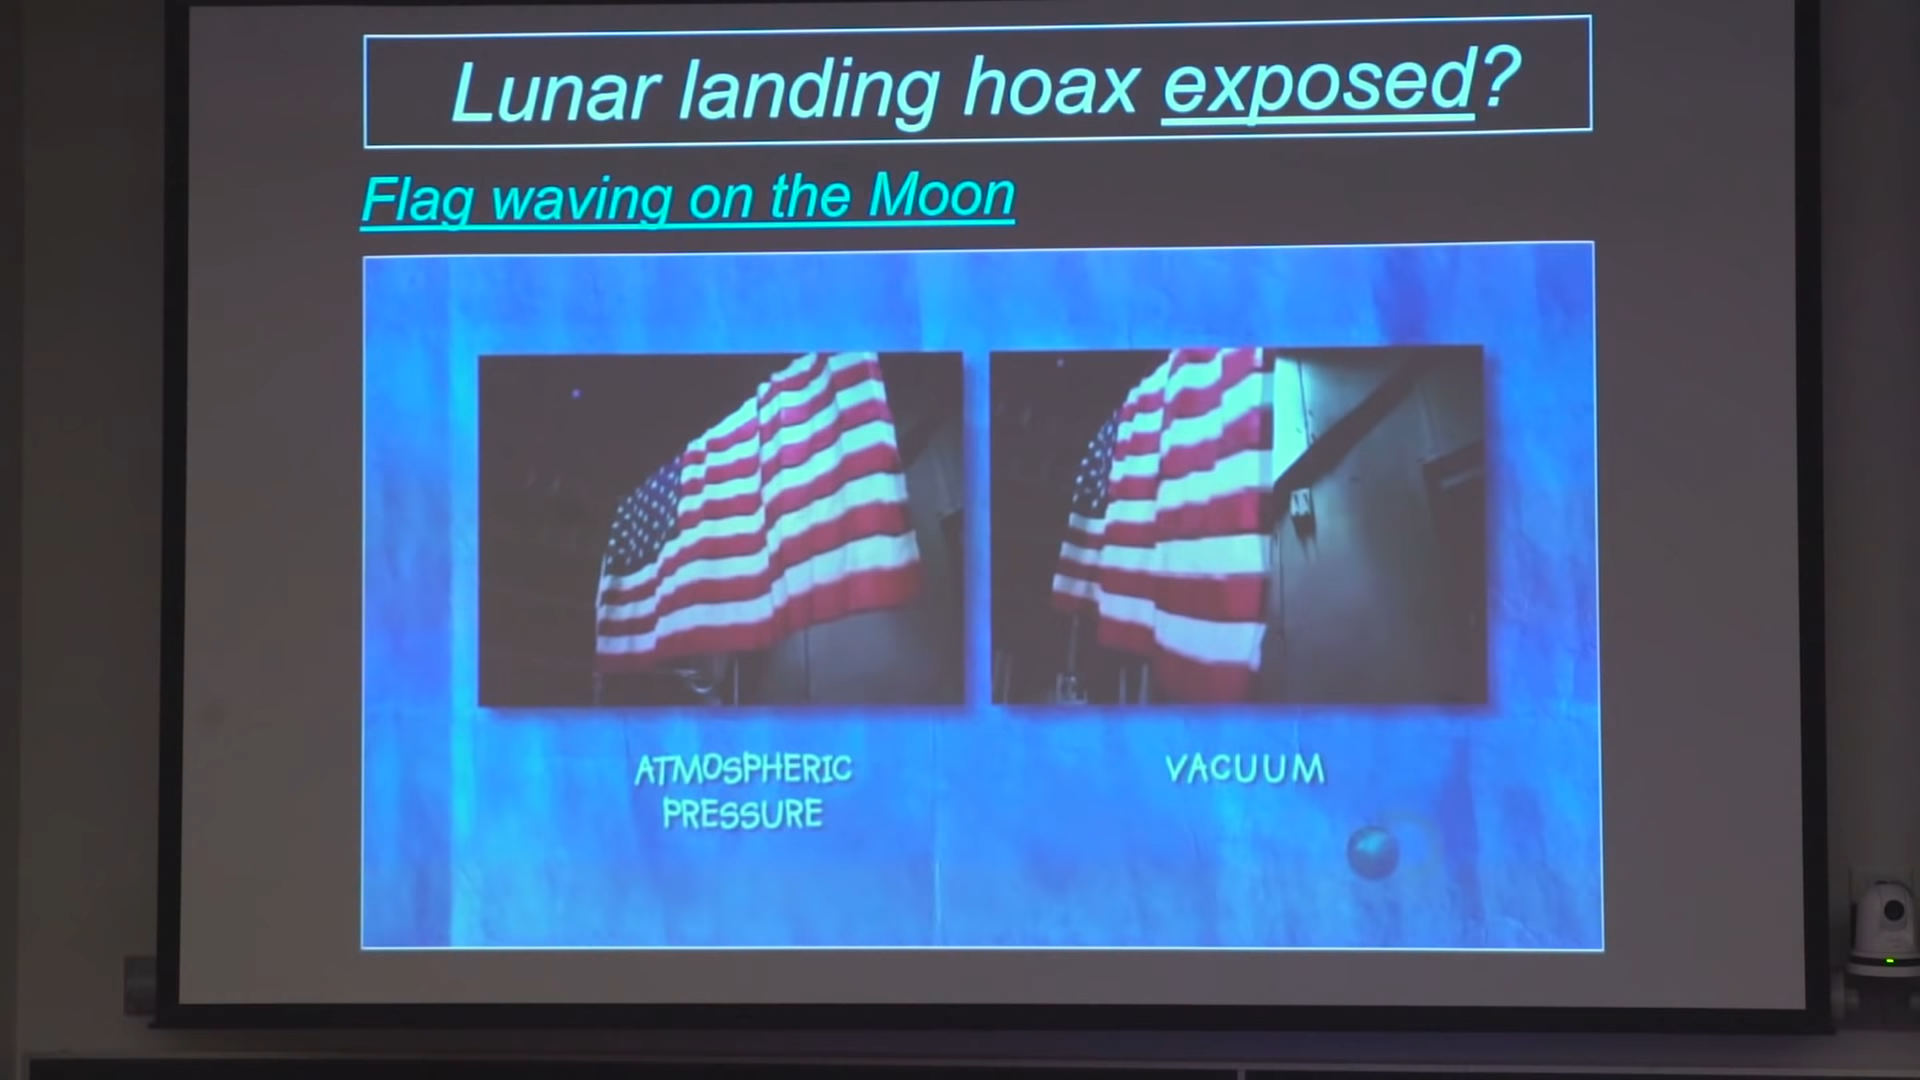 Lunar landing hoax exposed?
Flag waving on the Moon
ATMOSPHERIC
PRESSURE
VACUUM